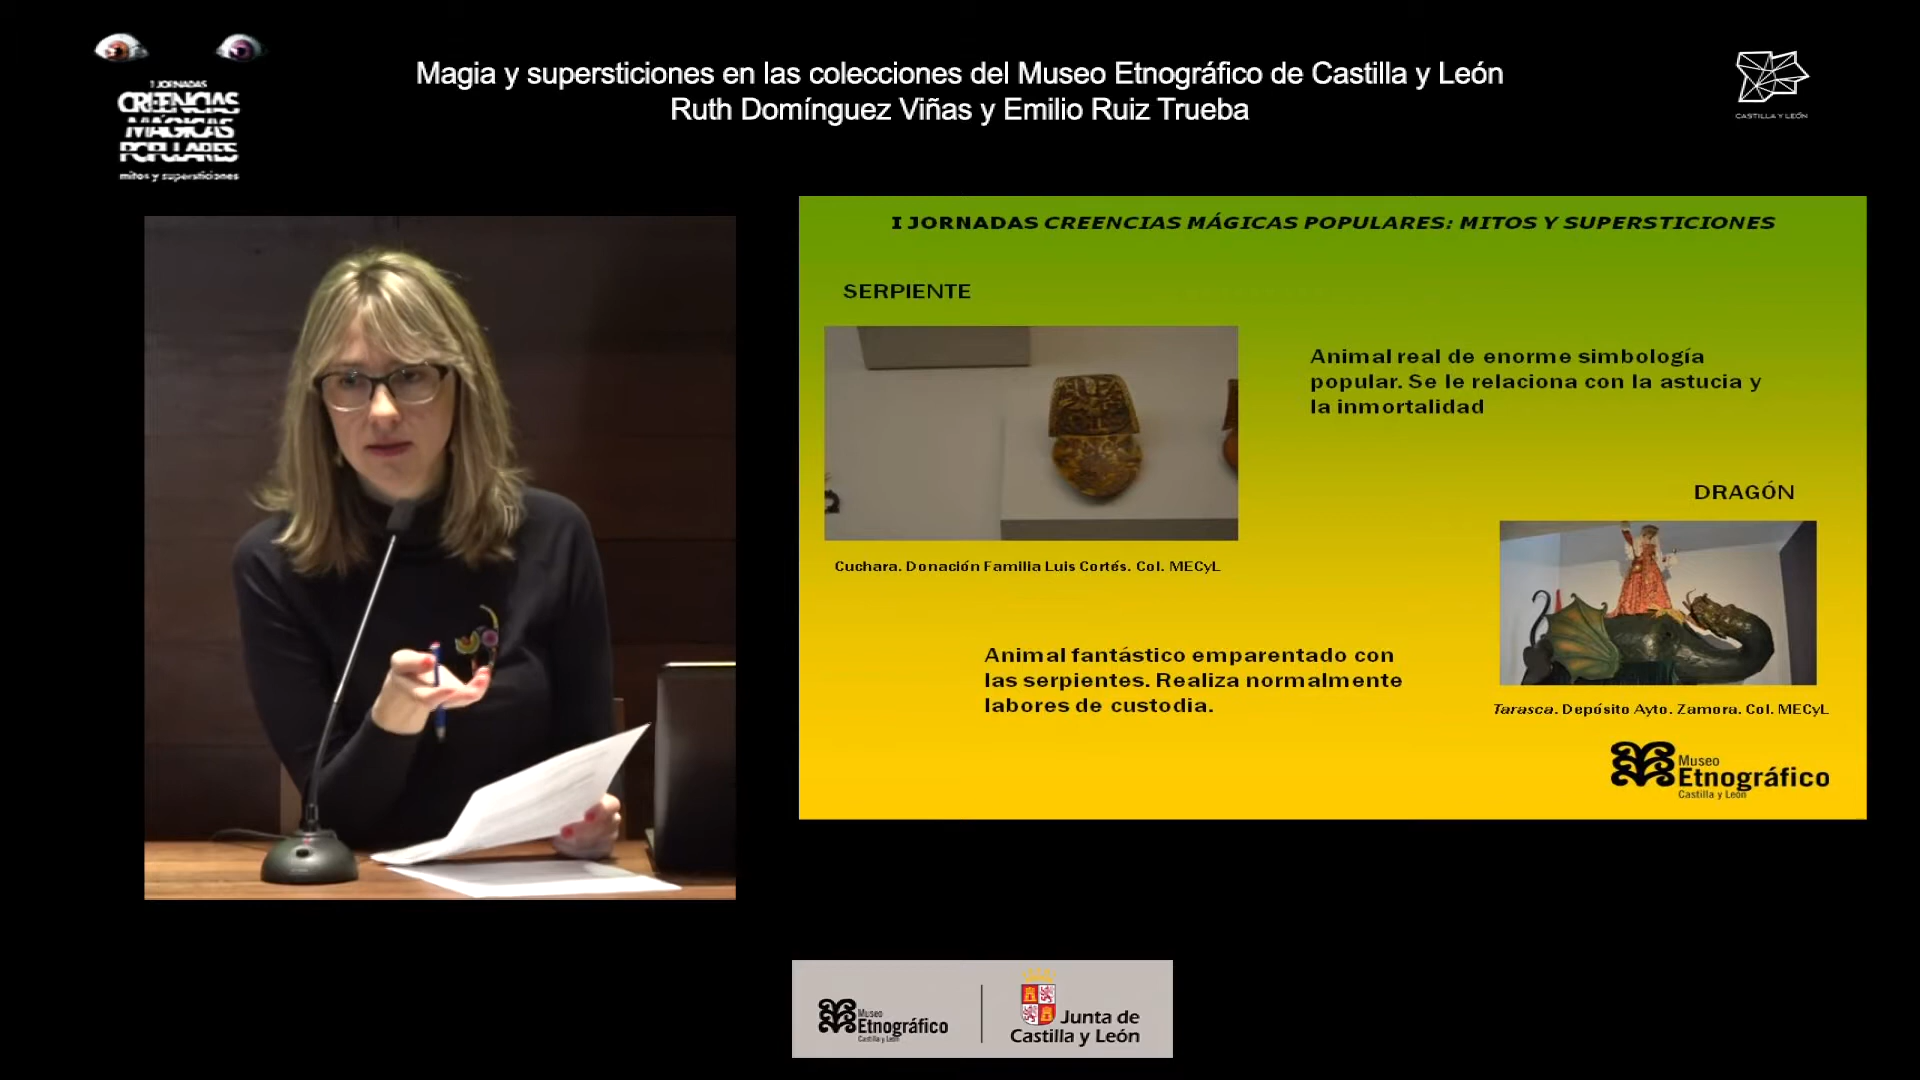 I JORNADAS
CREENCIAS
MÁGICAS
POPULARES
mitos y supersticiones
Magia y supersticiones en las colecciones del Museo Etnográfico de Castilla y León
Ruth Domínguez Viñas y Emilio Ruiz Trueba
CASTILLA Y LEÓN
I JORNADAS CREENCIAS MÁGICAS POPULARES: MITOS Y SUPERSTICIONES
SERPIENTE
Animal real de enorme simbología
popular. Se le relaciona con la astucia y
la inmortalidad
Cuchara. Donación Familia Luis Cortés. Col. MECyL
DRAGÓN
Animal fantástico emparentado con
las serpientes. Realiza normalmente
labores de custodia.
Tarasca. Depósito Ayto. Zamora. Col. MECyL
Museo
Etnográfico
Castilla y León
Museo
Etnográfico
Castilla y León
Junta de
Castilla y León